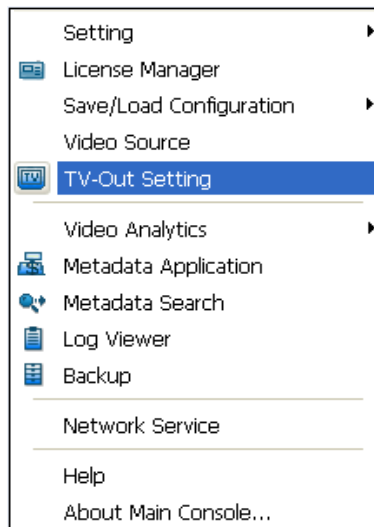 Setting
License Manager
Save/Load Configuration
Video Source
TV
TV-Out Setting
Video Analytics
Metadata Application
Metadata Search
Log Viewer
Backup
Network Service
Help
About Main Console...